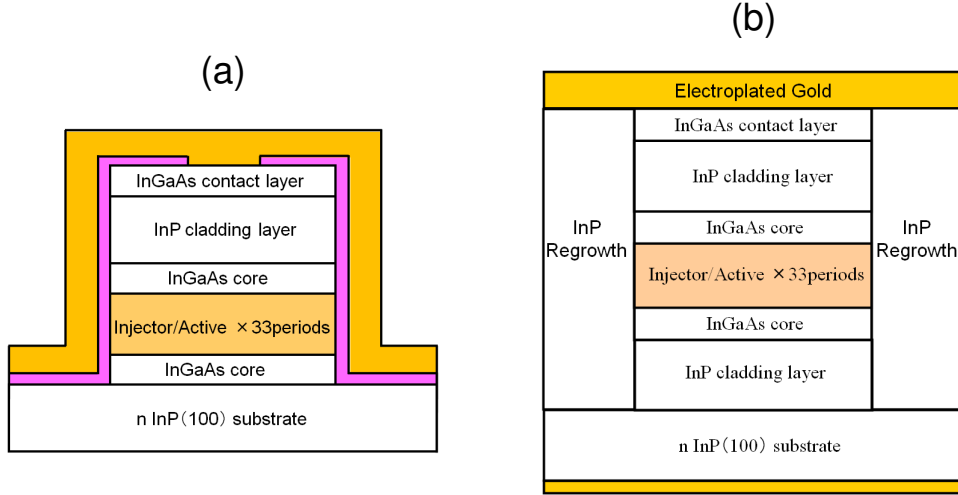 (a)
InGaAs contact layer
InP cladding layer
InGaAs core
Injector/Active ×33periods
InGaAs core
n InP(100) substrate
(b)
Electroplated Gold
InGaAs contact layer
InP cladding layer
InGaAs core
Injector/Active ×33periods
InGaAs core
InP cladding layer
InP
Regrowth
InP
Regrowth
n InP(100) substrate